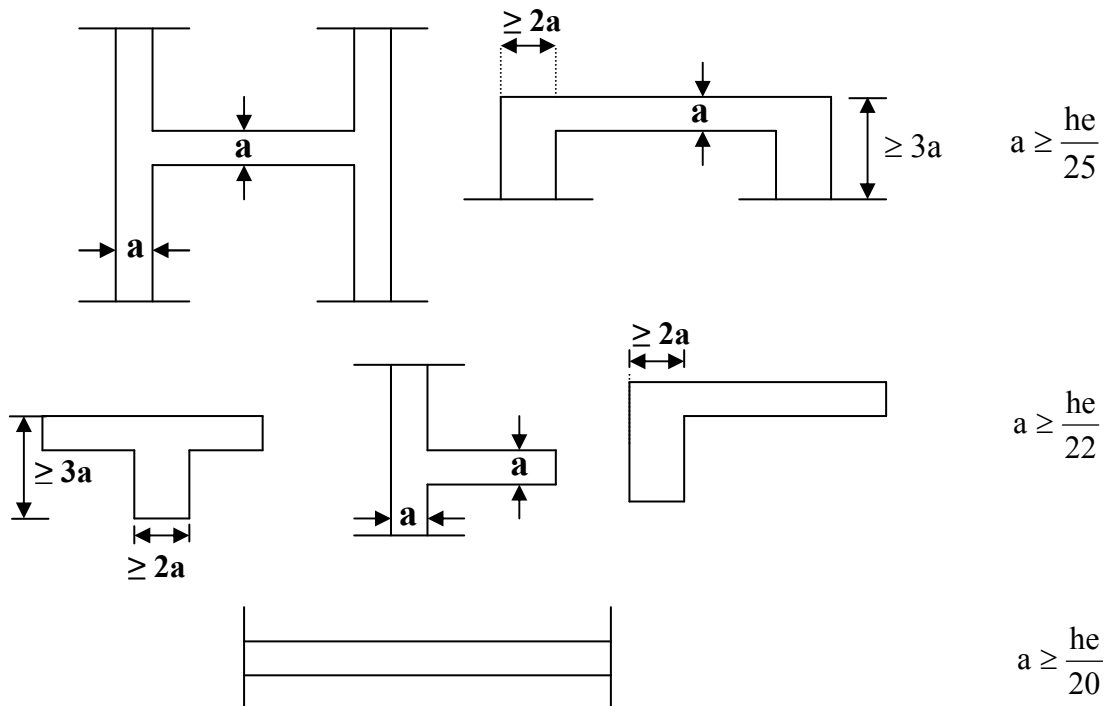 ≥ 2a
a
a
≥ 3a
a ≥ he/25
a
≥ 2a
≥ 3a
a
a
≥ 2a
a ≥ he/22
a ≥ he/20